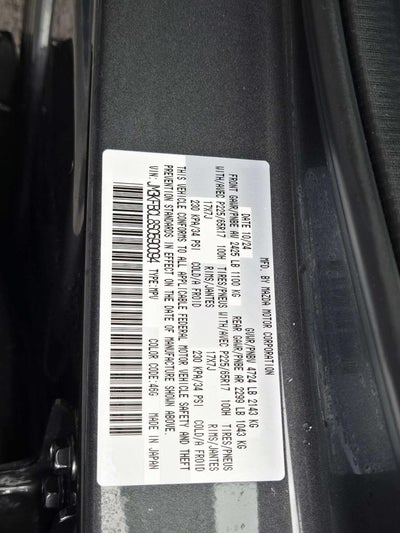 MFD. BY MAZDA MOTOR CORPORATION
DATE 10/24 GVWR/PNBV 4724 LB 2143 KG
FRONT GAWR/PNBE AV 2425 LB 1100 KG REAR GAWR/PNBE AR 2299 LB 1043 KG
WITH/AVEC P225/65R17 100H TIRES/PNEUS WITH/AVEC P225/65R17 100H TIRES/PNEUS
17X7J RIMS/JANTES 17X7J RIMS/JANTES
230 KPA/34 PSI COLD/A FROID 230 KPA/34 PSI COLD/A FROID
THIS VEHICLE CONFORMS TO ALL APPLICABLE FEDERAL MOTOR VEHICLE SAFETY AND THEFT
PREVENTION STANDARDS IN EFFECT ON THE DATE OF MANUFACTURE SHOWN ABOVE.
VIN: JM3KFBCL8S0590094 TYPE:MPV COLOR CODE:46G MADE IN JAPAN